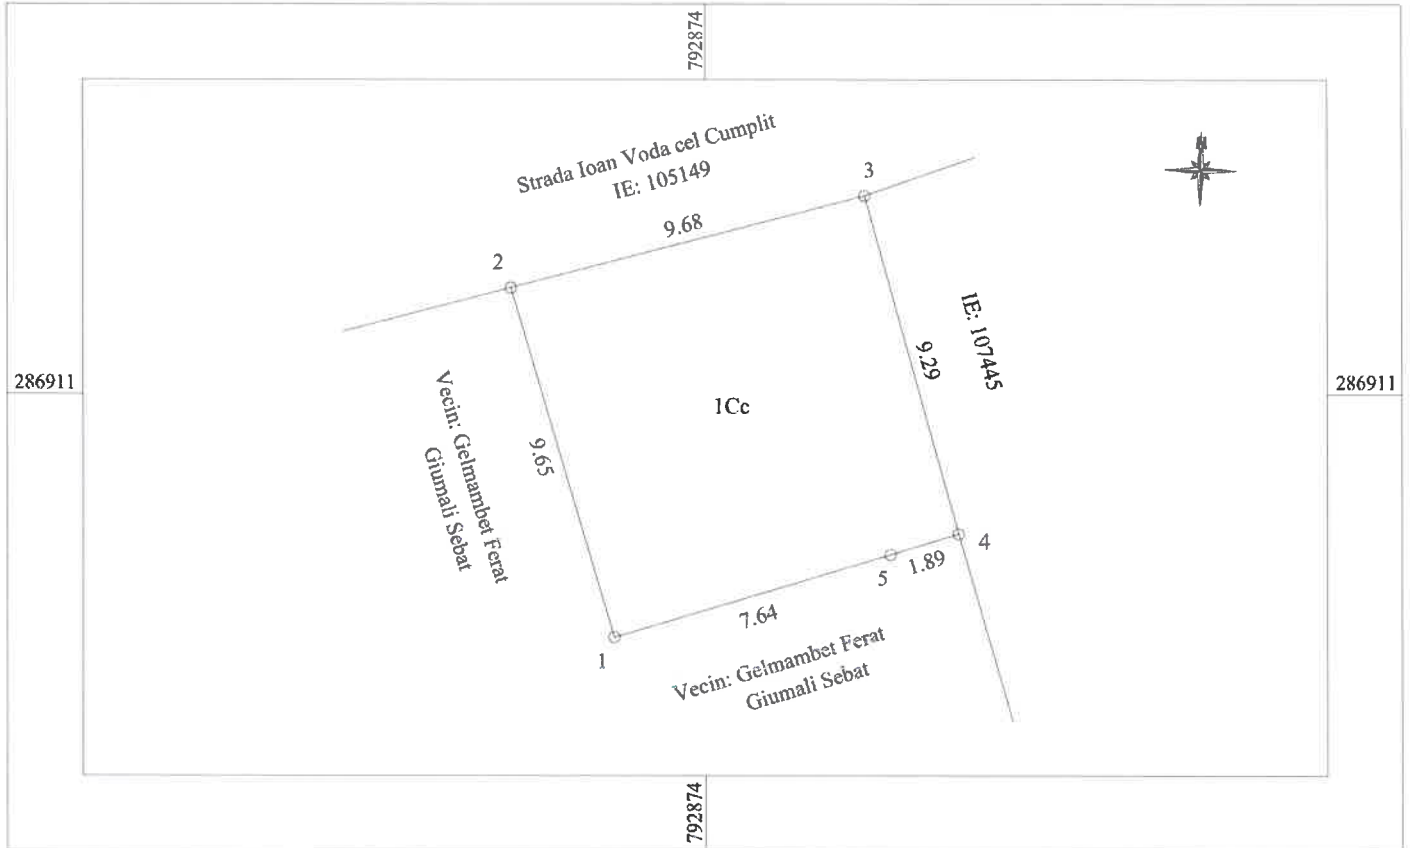 792874
Strada Ioan Voda cel Cumplit
IE: 105149
N
3
9.68
2
IE: 107445
9.29
286911
286911
1Cc
Vecin: Gelmambet Ferat
Giumali Sebat
9.65
4
5
1.89
7.64
1
Vecin: Gelmambet Ferat
Giumali Sebat
792874